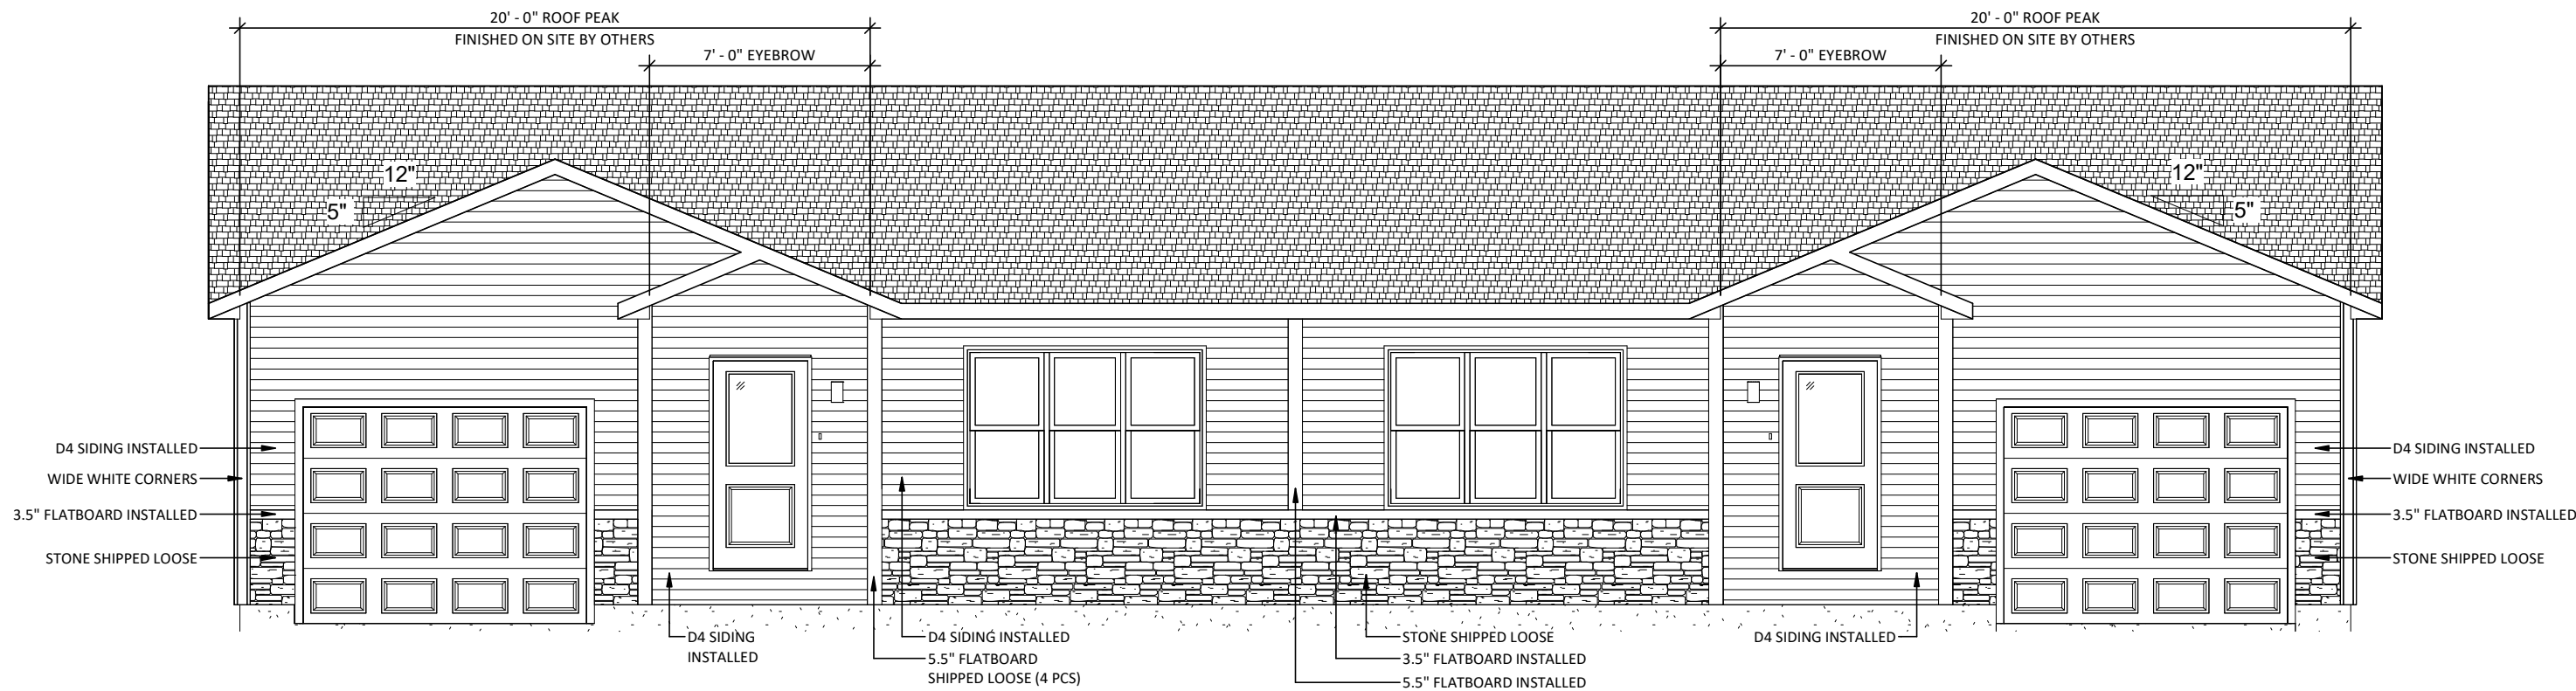 20' - 0" ROOF PEAK
FINISHED ON SITE BY OTHERS
7' - 0" EYEBROW
20' - 0" ROOF PEAK
FINISHED ON SITE BY OTHERS
7' - 0" EYEBROW
12"
5"
12"
5"
D4 SIDING INSTALLED
WIDE WHITE CORNERS
3.5" FLATBOARD INSTALLED
STONE SHIPPED LOOSE
D4 SIDING INSTALLED
WIDE WHITE CORNERS
3.5" FLATBOARD INSTALLED
STONE SHIPPED LOOSE
D4 SIDING
INSTALLED
D4 SIDING INSTALLED
5.5" FLATBOARD
SHIPPED LOOSE (4 PCS)
STONE SHIPPED LOOSE
3.5" FLATBOARD INSTALLED
5.5" FLATBOARD INSTALLED
D4 SIDING INSTALLED